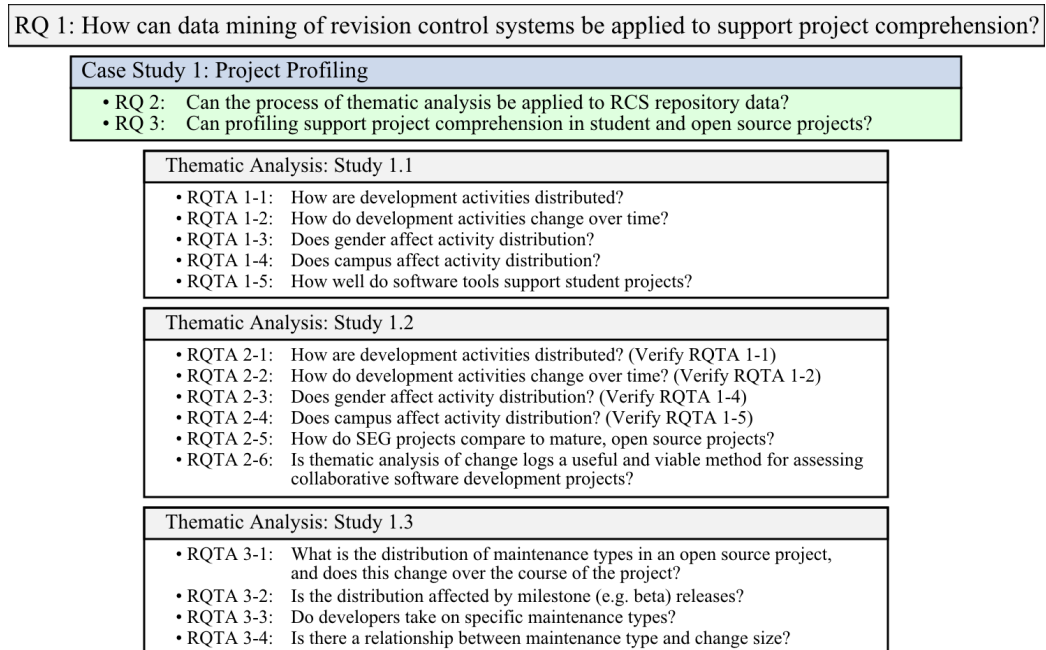 RQ 1: How can data mining of revision control systems be applied to support project comprehension?
Case Study 1: Project Profiling
• RQ 2: Can the process of thematic analysis be applied to RCS repository data?
• RQ 3: Can profiling support project comprehension in student and open source projects?
Thematic Analysis: Study 1.1
• RQTA 1-1: How are development activities distributed?
• RQTA 1-2: How do development activities change over time?
• RQTA 1-3: Does gender affect activity distribution?
• RQTA 1-4: Does campus affect activity distribution?
• RQTA 1-5: How well do software tools support student projects?
Thematic Analysis: Study 1.2
• RQTA 2-1: How are development activities distributed? (Verify RQTA 1-1)
• RQTA 2-2: How do development activities change over time? (Verify RQTA 1-2)
• RQTA 2-3: Does gender affect activity distribution? (Verify RQTA 1-4)
• RQTA 2-4: Does campus affect activity distribution? (Verify RQTA 1-5)
• RQTA 2-5: How do SEG projects compare to mature, open source projects?
• RQTA 2-6: Is thematic analysis of change logs a useful and viable method for assessing
collaborative software development projects?
Thematic Analysis: Study 1.3
• RQTA 3-1: What is the distribution of maintenance types in an open source project,
and does this change over the course of the project?
• RQTA 3-2: Is the distribution affected by milestone (e.g. beta) releases?
• RQTA 3-3: Do developers take on specific maintenance types?
• RQTA 3-4: Is there a relationship between maintenance type and change size?